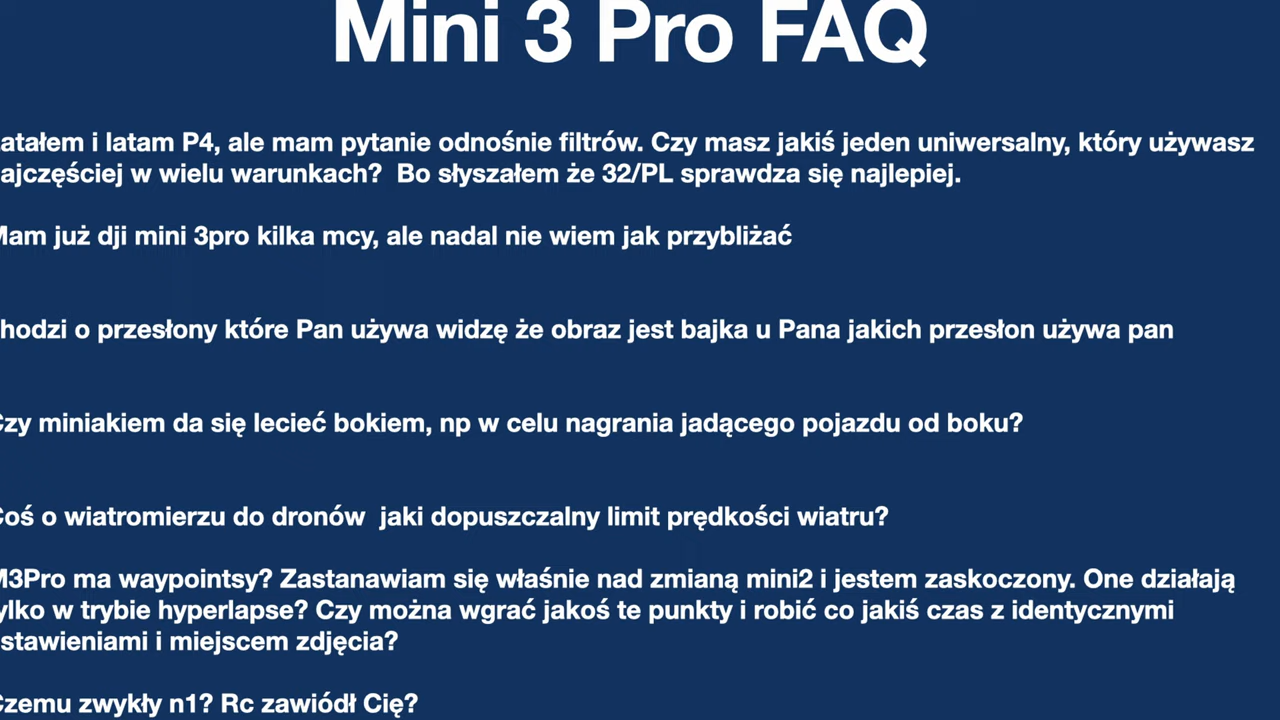 Mini 3 Pro FAQ
atałem i latam P4, ale mam pytanie odnośnie filtrów. Czy masz jakiś jeden uniwersalny, który używasz
ajczęściej w wielu warunkach?  Bo słyszałem że 32/PL sprawdza się najlepiej.
Mam już dji mini 3pro kilka mcy, ale nadal nie wiem jak przybliżać
hodzi o przesłony które Pan używa widzę że obraz jest bajka u Pana jakich przesłon używa pan
Czy miniakiem da się lecieć bokiem, np w celu nagrania jadącego pojazdu od boku?
Coś o wiatromierzu do dronów  jaki dopuszczalny limit prędkości wiatru?
M3Pro ma waypointsy? Zastanawiam się właśnie nad zmianą mini2 i jestem zaskoczony. One działają
tylko w trybie hyperlapse? Czy można wgrać jakoś te punkty i robić co jakiś czas z identycznymi
stawieniami i miejscem zdjęcia?
Czemu zwykły n1? Rc zawiódł Cię?